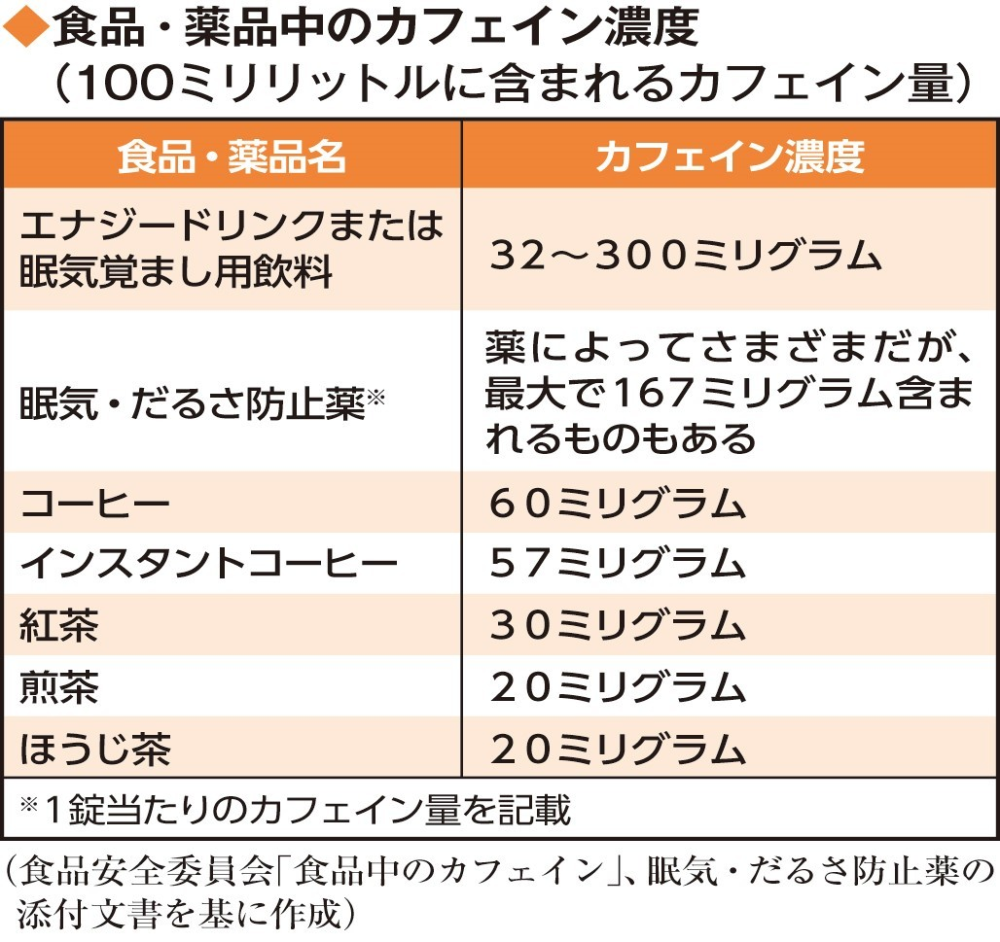 ◆食品・薬品中のカフェイン濃度
（100ミリリットルに含まれるカフェイン量）
食品・薬品名
カフェイン濃度
エナジードリンクまたは
眠気覚まし用飲料
３２～３００ミリグラム
眠気・だるさ防止薬※
薬によってさまざまだが、
最大で167ミリグラム含ま
れるものもある
コーヒー
６０ミリグラム
インスタントコーヒー
５７ミリグラム
紅茶
３０ミリグラム
煎茶
２０ミリグラム
ほうじ茶
２０ミリグラム
※１錠当たりのカフェイン量を記載
（食品安全委員会「食品中のカフェイン」、眠気・だるさ防止薬の
添付文書を基に作成）